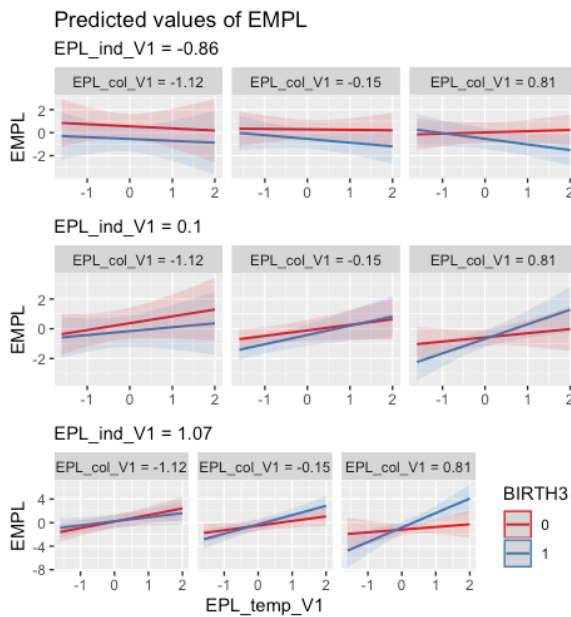 Predicted values of EMPL
EPL_ind_V1 = -0.86
EPL_col_V1 = -1.12 EPL_col_V1 = -0.15 EPL_col_V1 = 0.81
2
0
-2
EMPL
-1 0 1 2 -1 0 1 2 -1 0 1 2
EPL_ind_V1 = 0.1
EPL_col_V1 = -1.12 EPL_col_V1 = -0.15 EPL_col_V1 = 0.81
2
0
-2
EMPL
-1 0 1 2 -1 0 1 2 -1 0 1 2
EPL_ind_V1 = 1.07
EPL_col_V1 = -1.12 EPL_col_V1 = -0.15 EPL_col_V1 = 0.81
4
0
-4
-8
EMPL
-1 0 1 2 -1 0 1 2 -1 0 1 2
EPL_temp_V1
BIRTH3
0
1